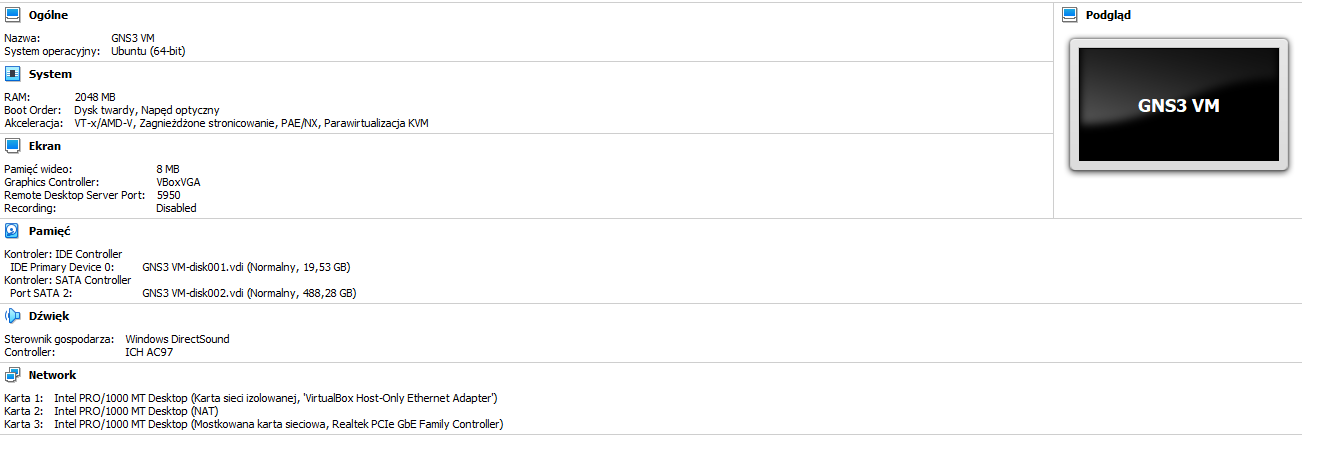 Ogólne
Nazwa: GNS3 VM
System operacyjny: Ubuntu (64-bit)
System
RAM: 2048 MB
Boot Order: Dysk twardy, Napęd optyczny
Akceleracja: VT-x/AMD-V, Zagnieżdżone stronicowanie, PAE/NX, Parawirtualizacja KVM
Ekran
Pamięć wideo: 8 MB
Graphics Controller: VBoxVGA
Remote Desktop Server Port: 5950
Recording: Disabled
Podgląd
GNS3 VM
Pamięć
Kontroler: IDE Controller
IDE Primary Device 0: GNS3 VM-disk001.vdi (Normalny, 19,53 GB)
Kontroler: SATA Controller
Port SATA 2: GNS3 VM-disk002.vdi (Normalny, 488,28 GB)
Dźwięk
Sterownik gospodarza: Windows DirectSound
Controller: ICH AC97
Network
Karta 1: Intel PRO/1000 MT Desktop (Karta sieci izolowanej, 'VirtualBox Host-Only Ethernet Adapter')
Karta 2: Intel PRO/1000 MT Desktop (NAT)
Karta 3: Intel PRO/1000 MT Desktop (Mostkowana karta sieciowa, Realtek PCIe GbE Family Controller)